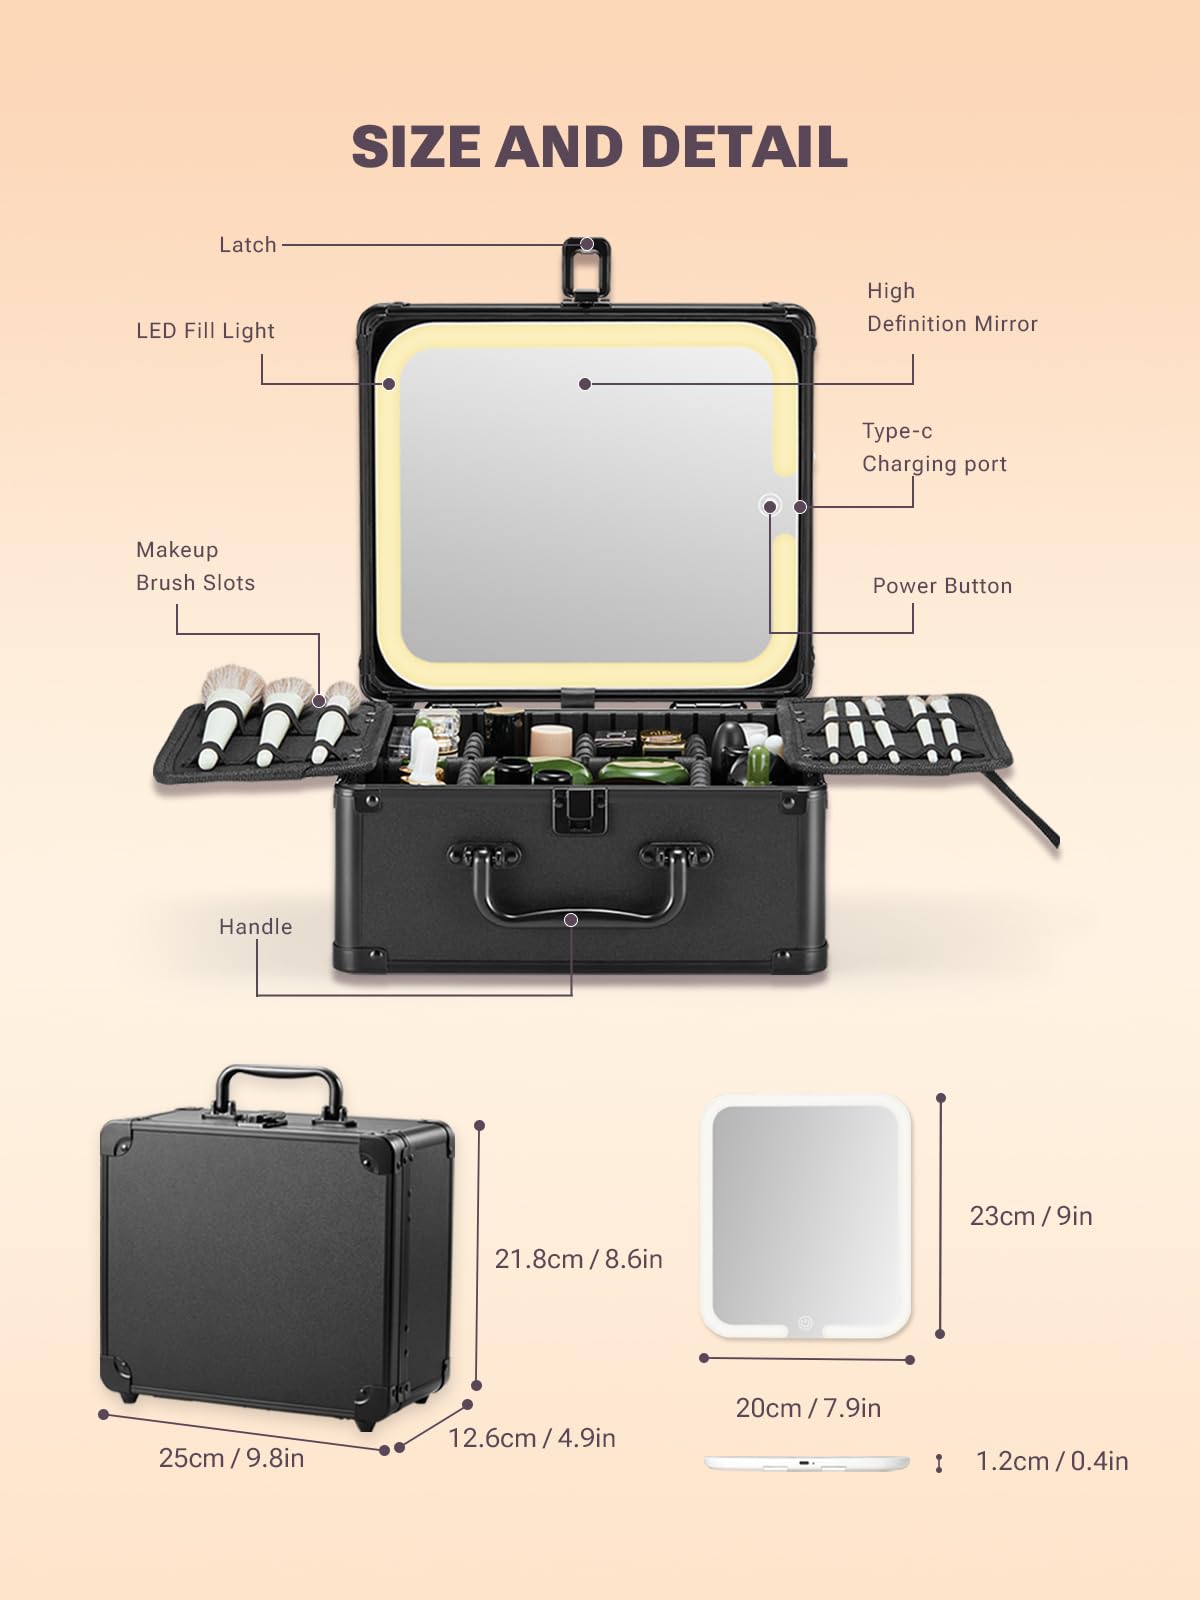 SIZE AND DETAIL
Latch
High
Definition Mirror
LED Fill Light
Type-c
Charging port
Makeup
Brush Slots
Power Button
Handle
23cm / 9in
21.8cm / 8.6in
20cm / 7.9in
12.6cm / 4.9in
25cm / 9.8in
1.2cm / 0.4in